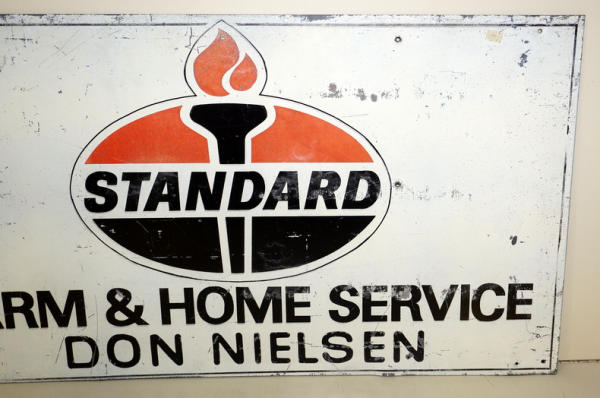 STANDARD
ARM & HOME SERVICE
DON NIELSEN